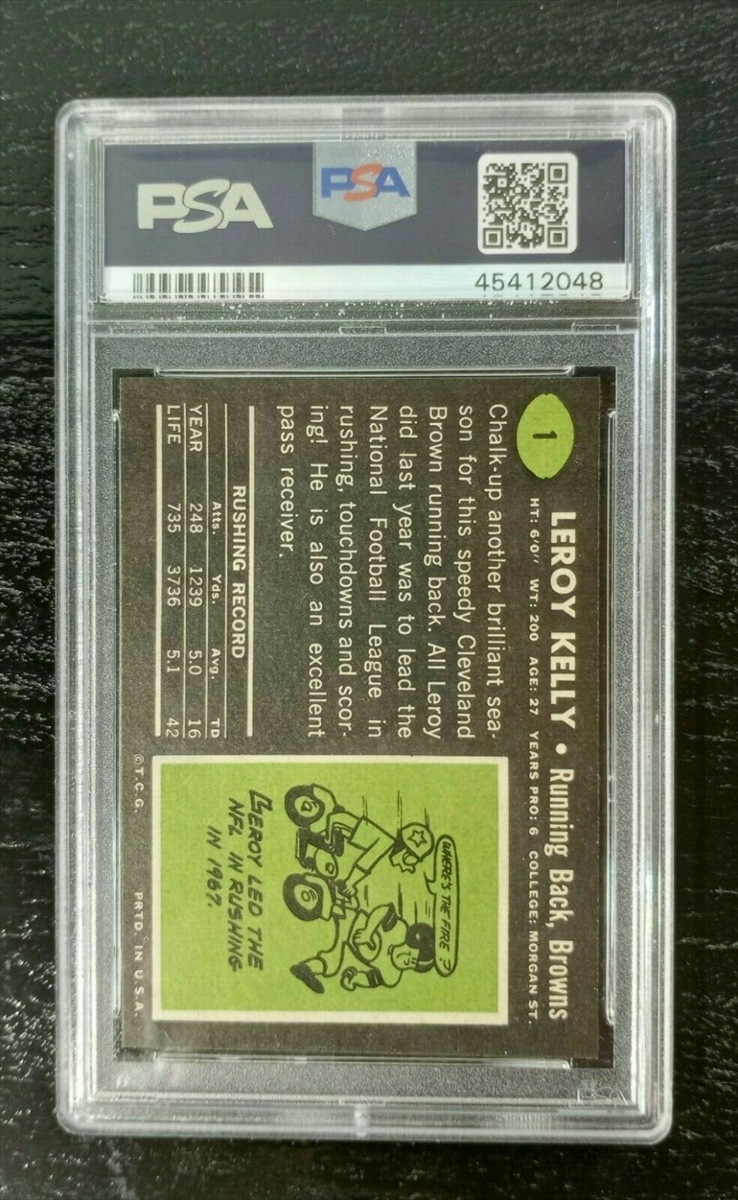 PSA
PSA
45412048
1
LEROY KELLY • Running Back, Browns
HT: 6'0" WT: 200 AGE: 27 YEARS PRO: 6 COLLEGE: MORGAN ST.
Chalk-up another brilliant sea-
son for this speedy Cleveland
Brown running back. All Leroy
did last year was to lead the
National Football League in
rushing, touchdowns and scor-
ing! He is also an excellent
pass receiver.
RUSHING RECORD
Atts. Yds. Avg. TD
YEAR 248 1239 5.0 16
LIFE 735 3736 5.1 42
WHERE'S THE FIRE?
LEROY LED THE
NFL IN RUSHING
IN 1967.
©T.C.G. PRTD. IN U.S.A.
PSA